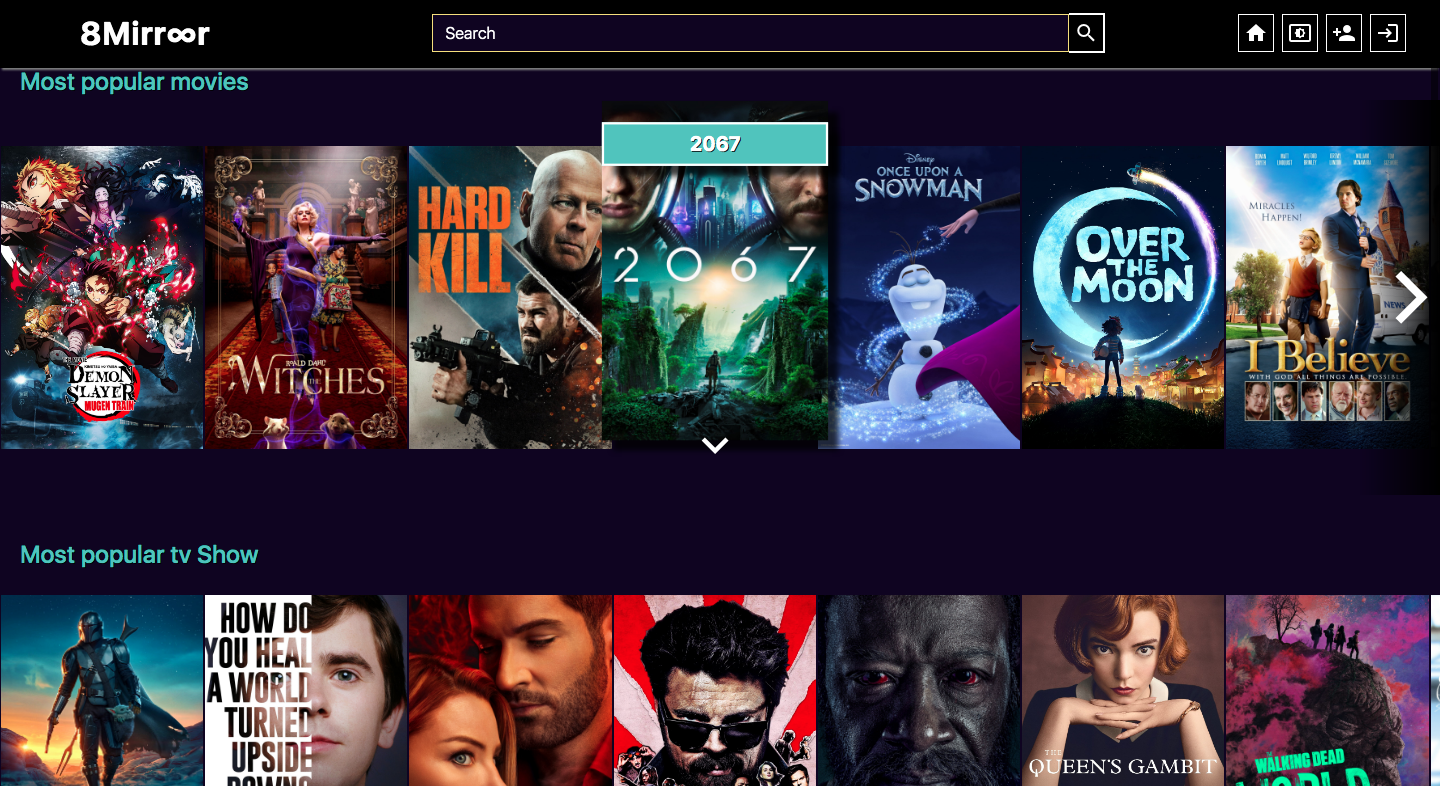 8Mirroor
Search
Most popular movies
DEMON
SLAYER
MUGEN TRAIN
ROALD DAHL'S
THE
WITCHES
HARD
KILL
2067
2067
Disney
ONCE UPON A
SNOWMAN
OVER
THE
MOON
MIRACLES
HAPPEN!
NEWS
I Believe
WITH GOD ALL THINGS ARE POSSIBLE.
Most popular tv Show
HOW DO
YOU HEAL
A WORLD
TURNED
UPSIDE
DOWN?
THE
QUEEN'S GAMBIT
THE
WALKING DEAD
WORLD